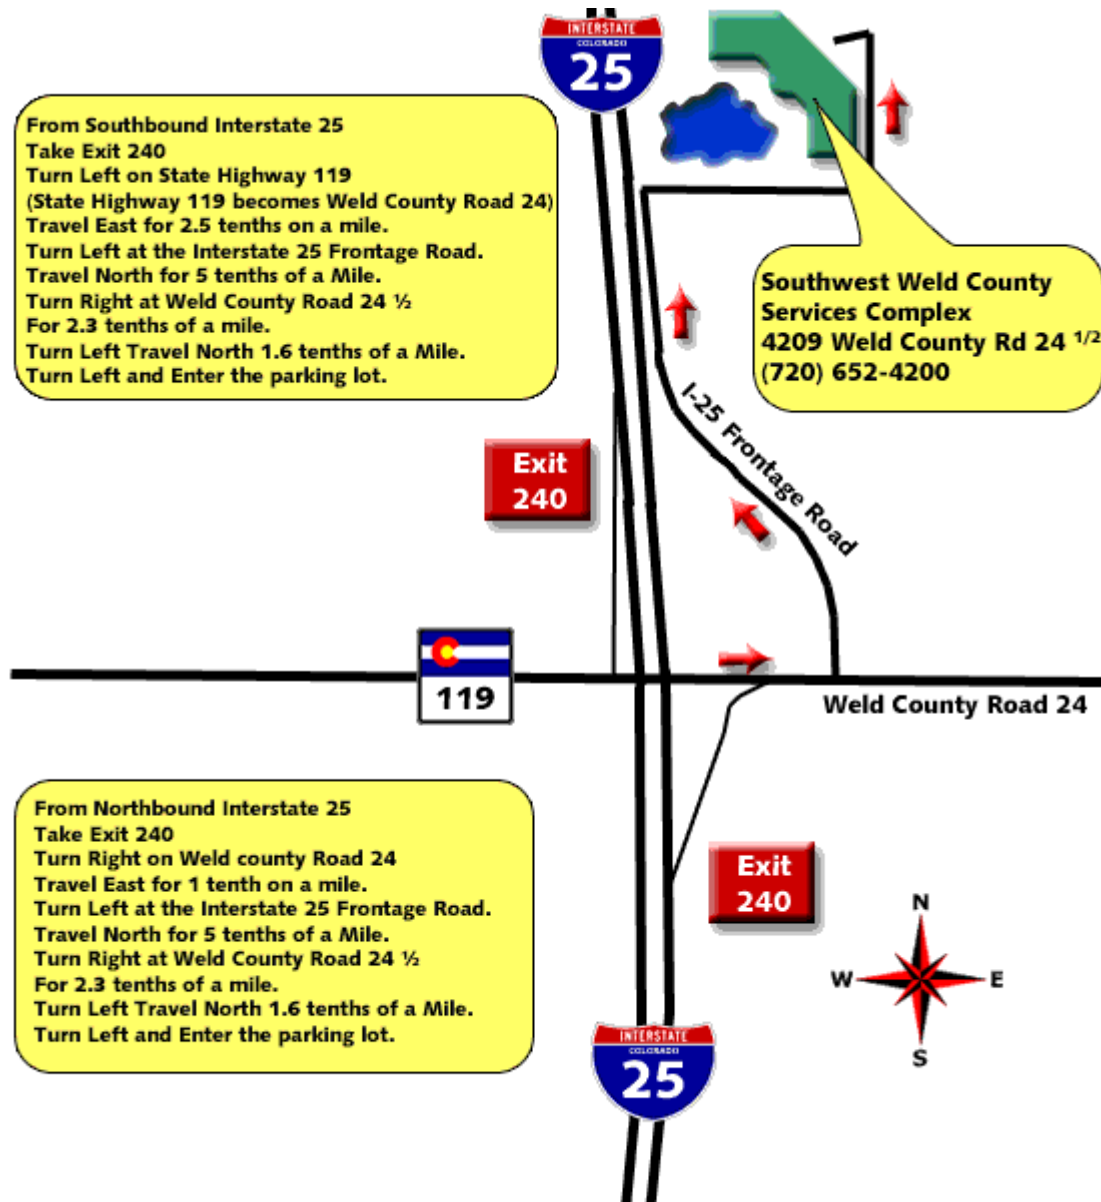 INTERSTATE
COLORADO
25
From Southbound Interstate 25
Take Exit 240
Turn Left on State Highway 119
(State Highway 119 becomes Weld County Road 24)
Travel East for 2.5 tenths on a mile.
Turn Left at the Interstate 25 Frontage Road.
Travel North for 5 tenths of a Mile.
Turn Right at Weld County Road 24 ½
For 2.3 tenths of a mile.
Turn Left Travel North 1.6 tenths of a Mile.
Turn Left and Enter the parking lot.
Southwest Weld County
Services Complex
4209 Weld County Rd 24 1/2
(720) 652-4200
I-25 Frontage Road
Exit
240
119
Weld County Road 24
From Northbound Interstate 25
Take Exit 240
Turn Right on Weld county Road 24
Travel East for 1 tenth on a mile.
Turn Left at the Interstate 25 Frontage Road.
Travel North for 5 tenths of a Mile.
Turn Right at Weld County Road 24 ½
For 2.3 tenths of a mile.
Turn Left Travel North 1.6 tenths of a Mile.
Turn Left and Enter the parking lot.
Exit
240
N
W
E
S
INTERSTATE
COLORADO
25